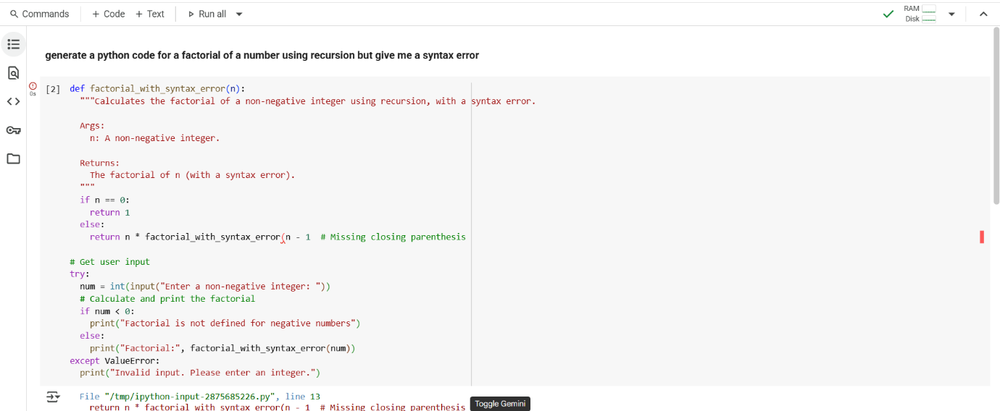 Commands
+ Code
+ Text
Run all
RAM
Disk
generate a python code for a factorial of a number using recursion but give me a syntax error
0s
[2]
def factorial_with_syntax_error(n):
"""Calculates the factorial of a non-negative integer using recursion, with a syntax error.
Args:
n: A non-negative integer.
Returns:
The factorial of n (with a syntax error).
"""
if n == 0:
return 1
else:
return n * factorial_with_syntax_error(n - 1  # Missing closing parenthesis
# Get user input
try:
num = int(input("Enter a non-negative integer: "))
# Calculate and print the factorial
if num < 0:
print("Factorial is not defined for negative numbers")
else:
print("Factorial:", factorial_with_syntax_error(num))
except ValueError:
print("Invalid input. Please enter an integer.")
File "/tmp/ipython-input-2875685226.py", line 13
return n * factorial_with_syntax_error(n - 1  # Missing closing parenthesis
Toggle Gemini